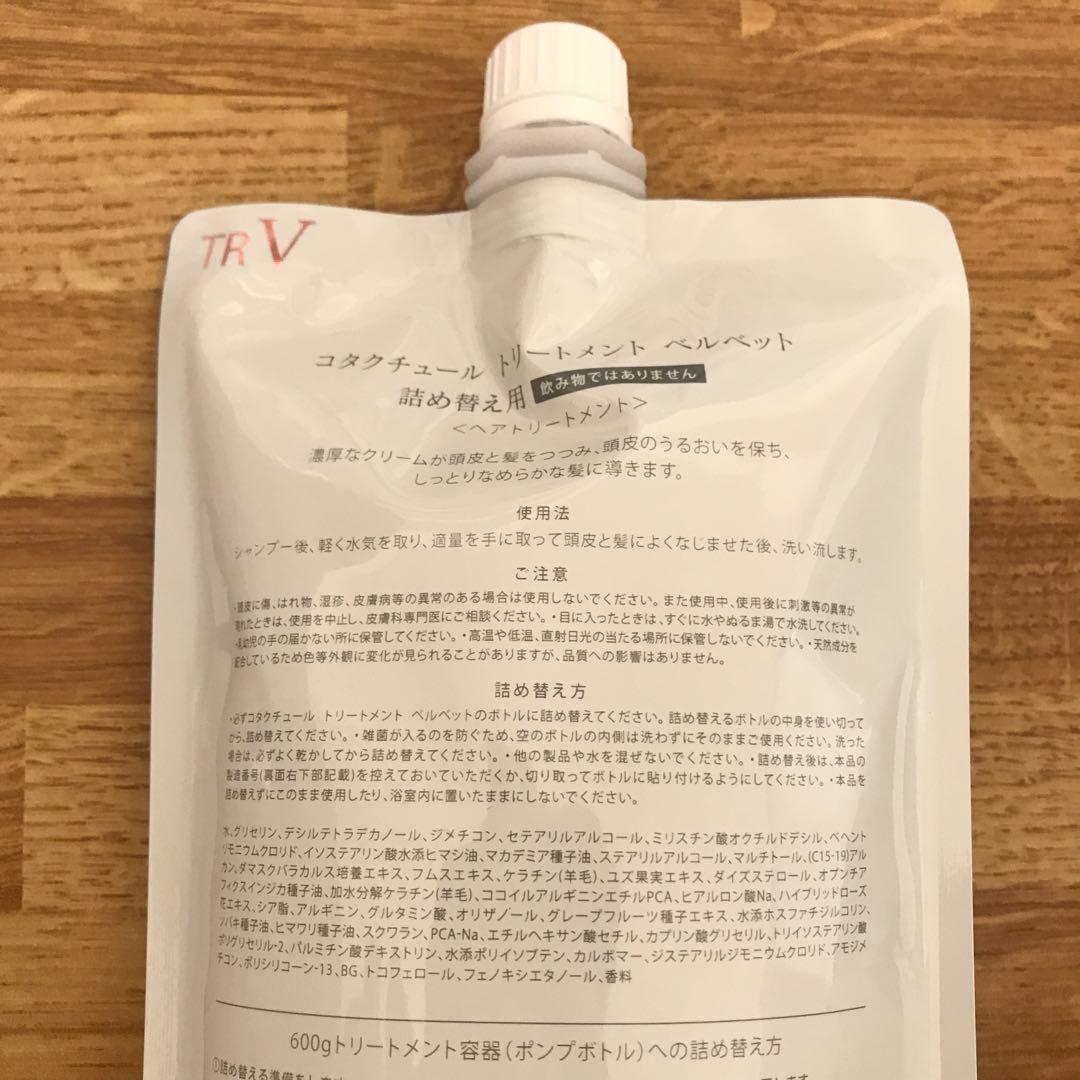 TR V
コタクチュール トリートメント ベルベット
詰め替え用 飲み物ではありません
＜ヘアトリートメント＞
濃厚なクリームが頭皮と髪をつつみ、頭皮のうるおいを保ち、
しっとりなめらかな髪に導きます。
使用法
シャンプー後、軽く水気を取り、適量を手に取って頭皮と髪によくなじませた後、洗い流します。
ご注意
・頭皮に傷、はれ物、湿疹、皮膚病等の異常のある場合は使用しないでください。また使用中、使用後に刺激等の異常が
現れたときは、使用を中止し、皮膚科専門医にご相談ください。・目に入ったときは、すぐに水やぬるま湯で水洗してください。
・乳幼児の手の届かない所に保管してください。・高温や低温、直射日光の当たる場所に保管しないでください。・天然成分を
配合しているため色等外観に変化が見られることがありますが、品質への影響はありません。
詰め替え方
・必ずコタクチュール トリートメント ベルベットのボトルに詰め替えてください。詰め替えるボトルの中身を使い切って
から、詰め替えてください。・雑菌が入るのを防ぐため、空のボトルの内側は洗わずにそのままご使用ください。洗った
場合は、必ずよく乾かしてから詰め替えてください。・他の製品や水を混ぜないでください。・詰め替え後は、本品の
製造番号(裏面右下部記載)を控えておいていただくか、切り取ってボトルに貼り付けるようにしてください。・本品を
詰め替えずにこのまま使用したり、浴室内に置いたままにしないでください。
水、グリセリン、デシルテトラデカノール、ジメチコン、セテアリルアルコール、ミリスチン酸オクチルドデシル、ベヘント
リモニウムクロリド、イソステアリン酸水添ヒマシ油、マカデミア種子油、ステアリルアルコール、マルチトール、(C15-19)アル
カン、ダマスクバラカルス培養エキス、フムスエキス、ケラチン(羊毛)、ユズ果実エキス、ダイズステロール、オプンチア
フィクスインジカ種子油、加水分解ケラチン(羊毛)、ココイルアルギニンエチルPCA、ヒアルロン酸Na、ハイブリッドローズ
花エキス、シア脂、アルギニン、グルタミン酸、オリザノール、グレープフルーツ種子エキス、水添ホスファチジルコリン、
ツバキ種子油、ヒマワリ種子油、スクワラン、PCA-Na、エチルヘキサン酸セチル、カプリン酸グリセリル、トリイソステアリン酸
ポリグリセリル-2、パルミチン酸デキストリン、水添ポリイソブテン、カルボマー、ジステアリルジモニウムクロリド、アモジメ
チコン、ポリシリコーン-13、BG、トコフェロール、フェノキシエタノール、香料
600gトリートメント容器(ポンプボトル)への詰め替え方
①詰め替える準備をします